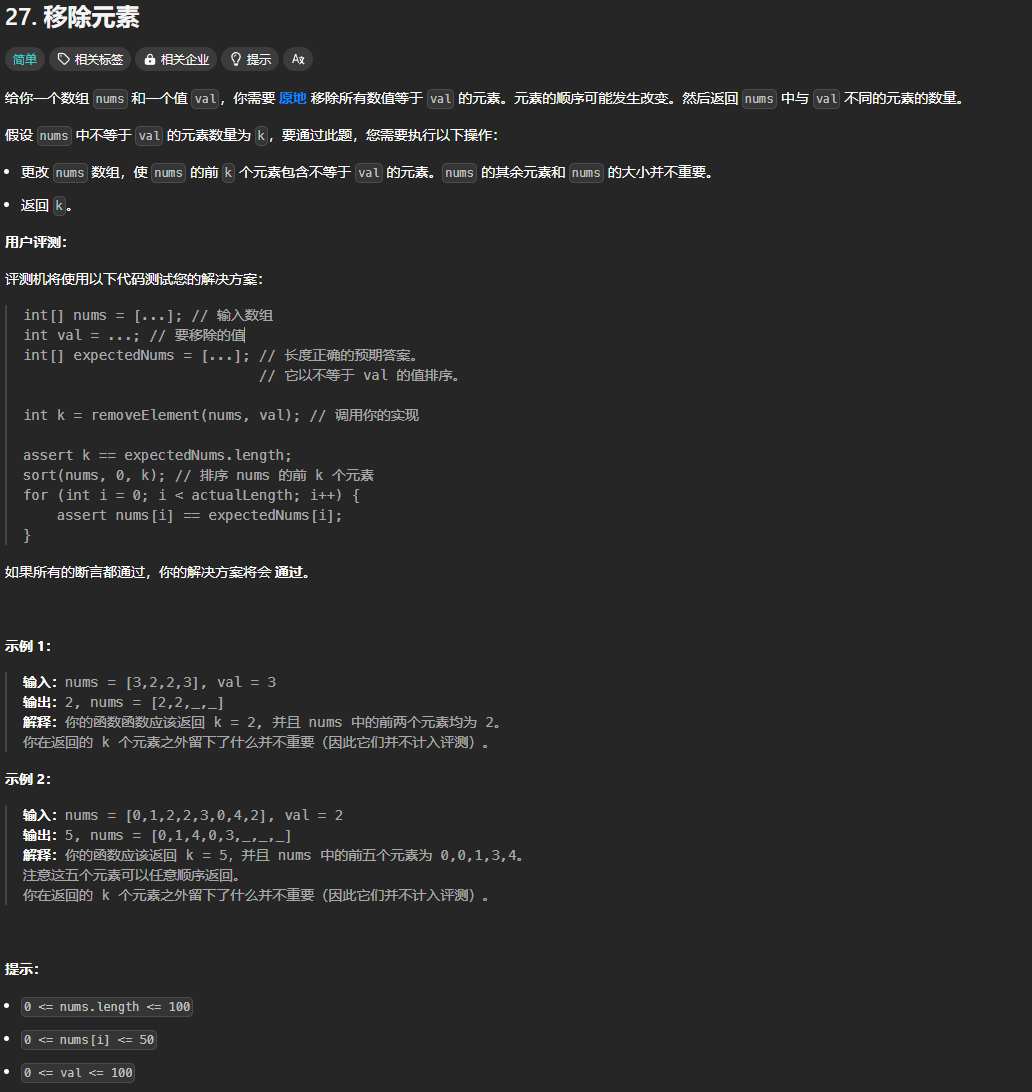 27. 移除元素
简单 相关标签 相关企业 提示 Aあ
给你一个数组 nums 和一个值 val，你需要 原地 移除所有数值等于 val 的元素。元素的顺序可能发生改变。然后返回 nums 中与 val 不同的元素的数量。
假设 nums 中不等于 val 的元素数量为 k，要通过此题，您需要执行以下操作：
• 更改 nums 数组，使 nums 的前 k 个元素包含不等于 val 的元素。nums 的其余元素和 nums 的大小并不重要。
• 返回 k。
用户评测：
评测机将使用以下代码测试您的解决方案：
int[] nums = [...]; // 输入数组
int val = ...; // 要移除的值
int[] expectedNums = [...]; // 长度正确的预期答案。
// 它以不等于 val 的值排序。
int k = removeElement(nums, val); // 调用你的实现
assert k == expectedNums.length;
sort(nums, 0, k); // 排序 nums 的前 k 个元素
for (int i = 0; i < actualLength; i++) {
assert nums[i] == expectedNums[i];
}
如果所有的断言都通过，你的解决方案将会 通过。
示例 1：
输入：nums = [3,2,2,3], val = 3
输出：2, nums = [2,2,_,_]
解释：你的函数函数应该返回 k = 2, 并且 nums 中的前两个元素均为 2。
你在返回的 k 个元素之外留下了什么并不重要（因此它们并不计入评测）。
示例 2：
输入：nums = [0,1,2,2,3,0,4,2], val = 2
输出：5, nums = [0,1,4,0,3,_,_,_]
解释：你的函数应该返回 k = 5，并且 nums 中的前五个元素为 0,0,1,3,4。
注意这五个元素可以任意顺序返回。
你在返回的 k 个元素之外留下了什么并不重要（因此它们并不计入评测）。
提示：
• 0 <= nums.length <= 100
• 0 <= nums[i] <= 50
• 0 <= val <= 100